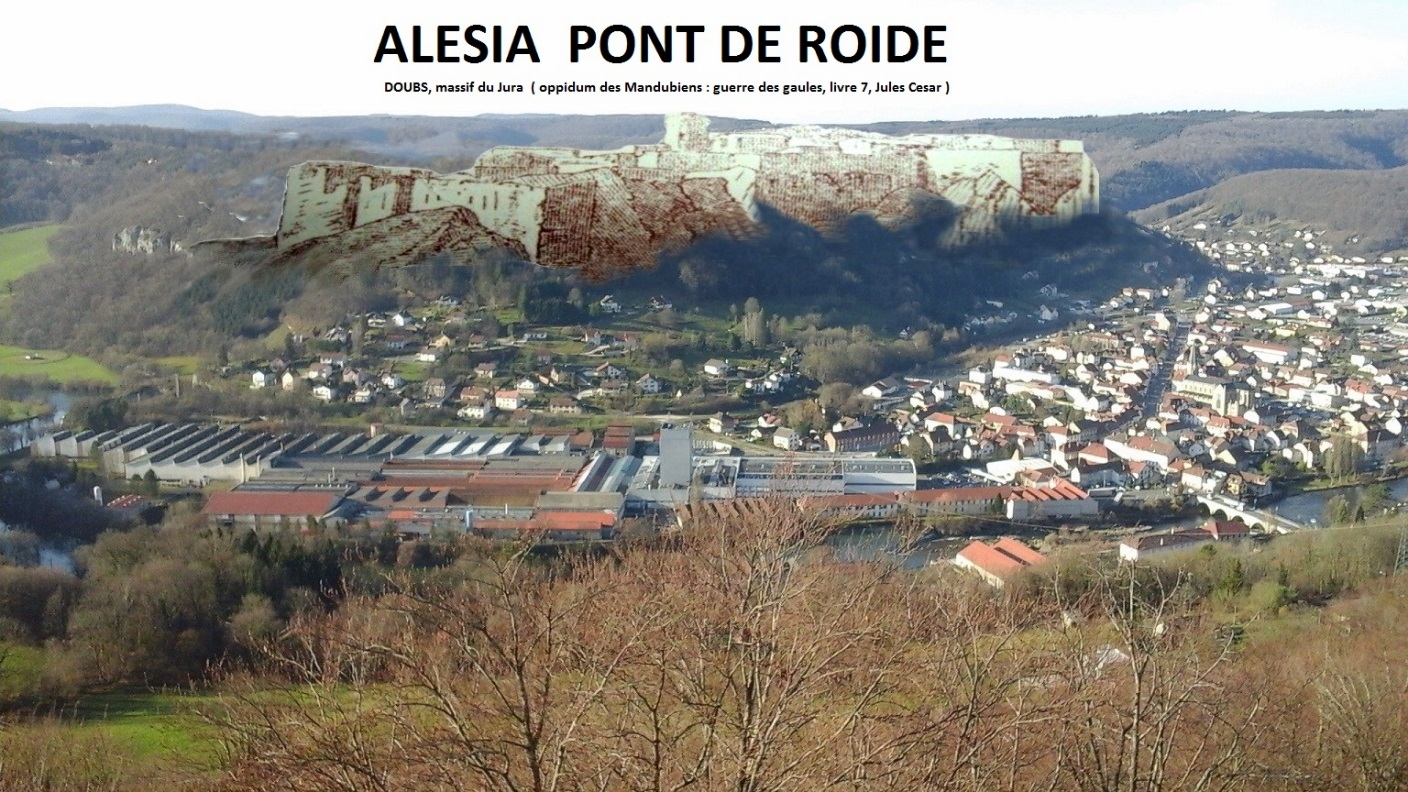 ALESIA PONT DE ROIDE
DOUBS, massif du Jura ( oppidum des Mandubiens : guerre des gaules, livre 7, Jules Cesar )